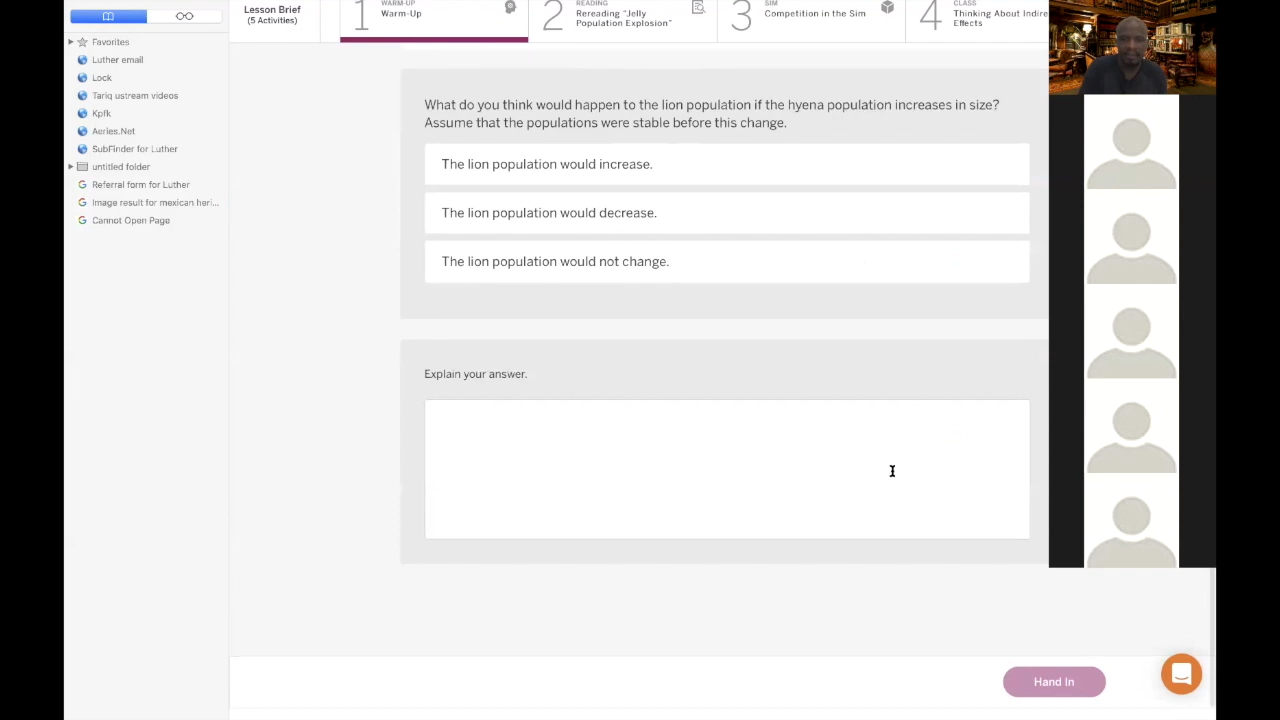 Favorites
Luther email
Lock
Tariq ustream videos
Kpfk
Aeries.Net
SubFinder for Luther
untitled folder
Referral form for Luther
Image result for mexican heri...
Cannot Open Page
Lesson Brief
(5 Activities)
1
WARM-UP
Warm-Up
2
READING
Rereading "Jelly
Population Explosion"
3
SIM
Competition in the Sim
4
CLASS
Thinking About Indire
Effects
What do you think would happen to the lion population if the hyena population increases in size?
Assume that the populations were stable before this change.
The lion population would increase.
The lion population would decrease.
The lion population would not change.
Explain your answer.
Hand In